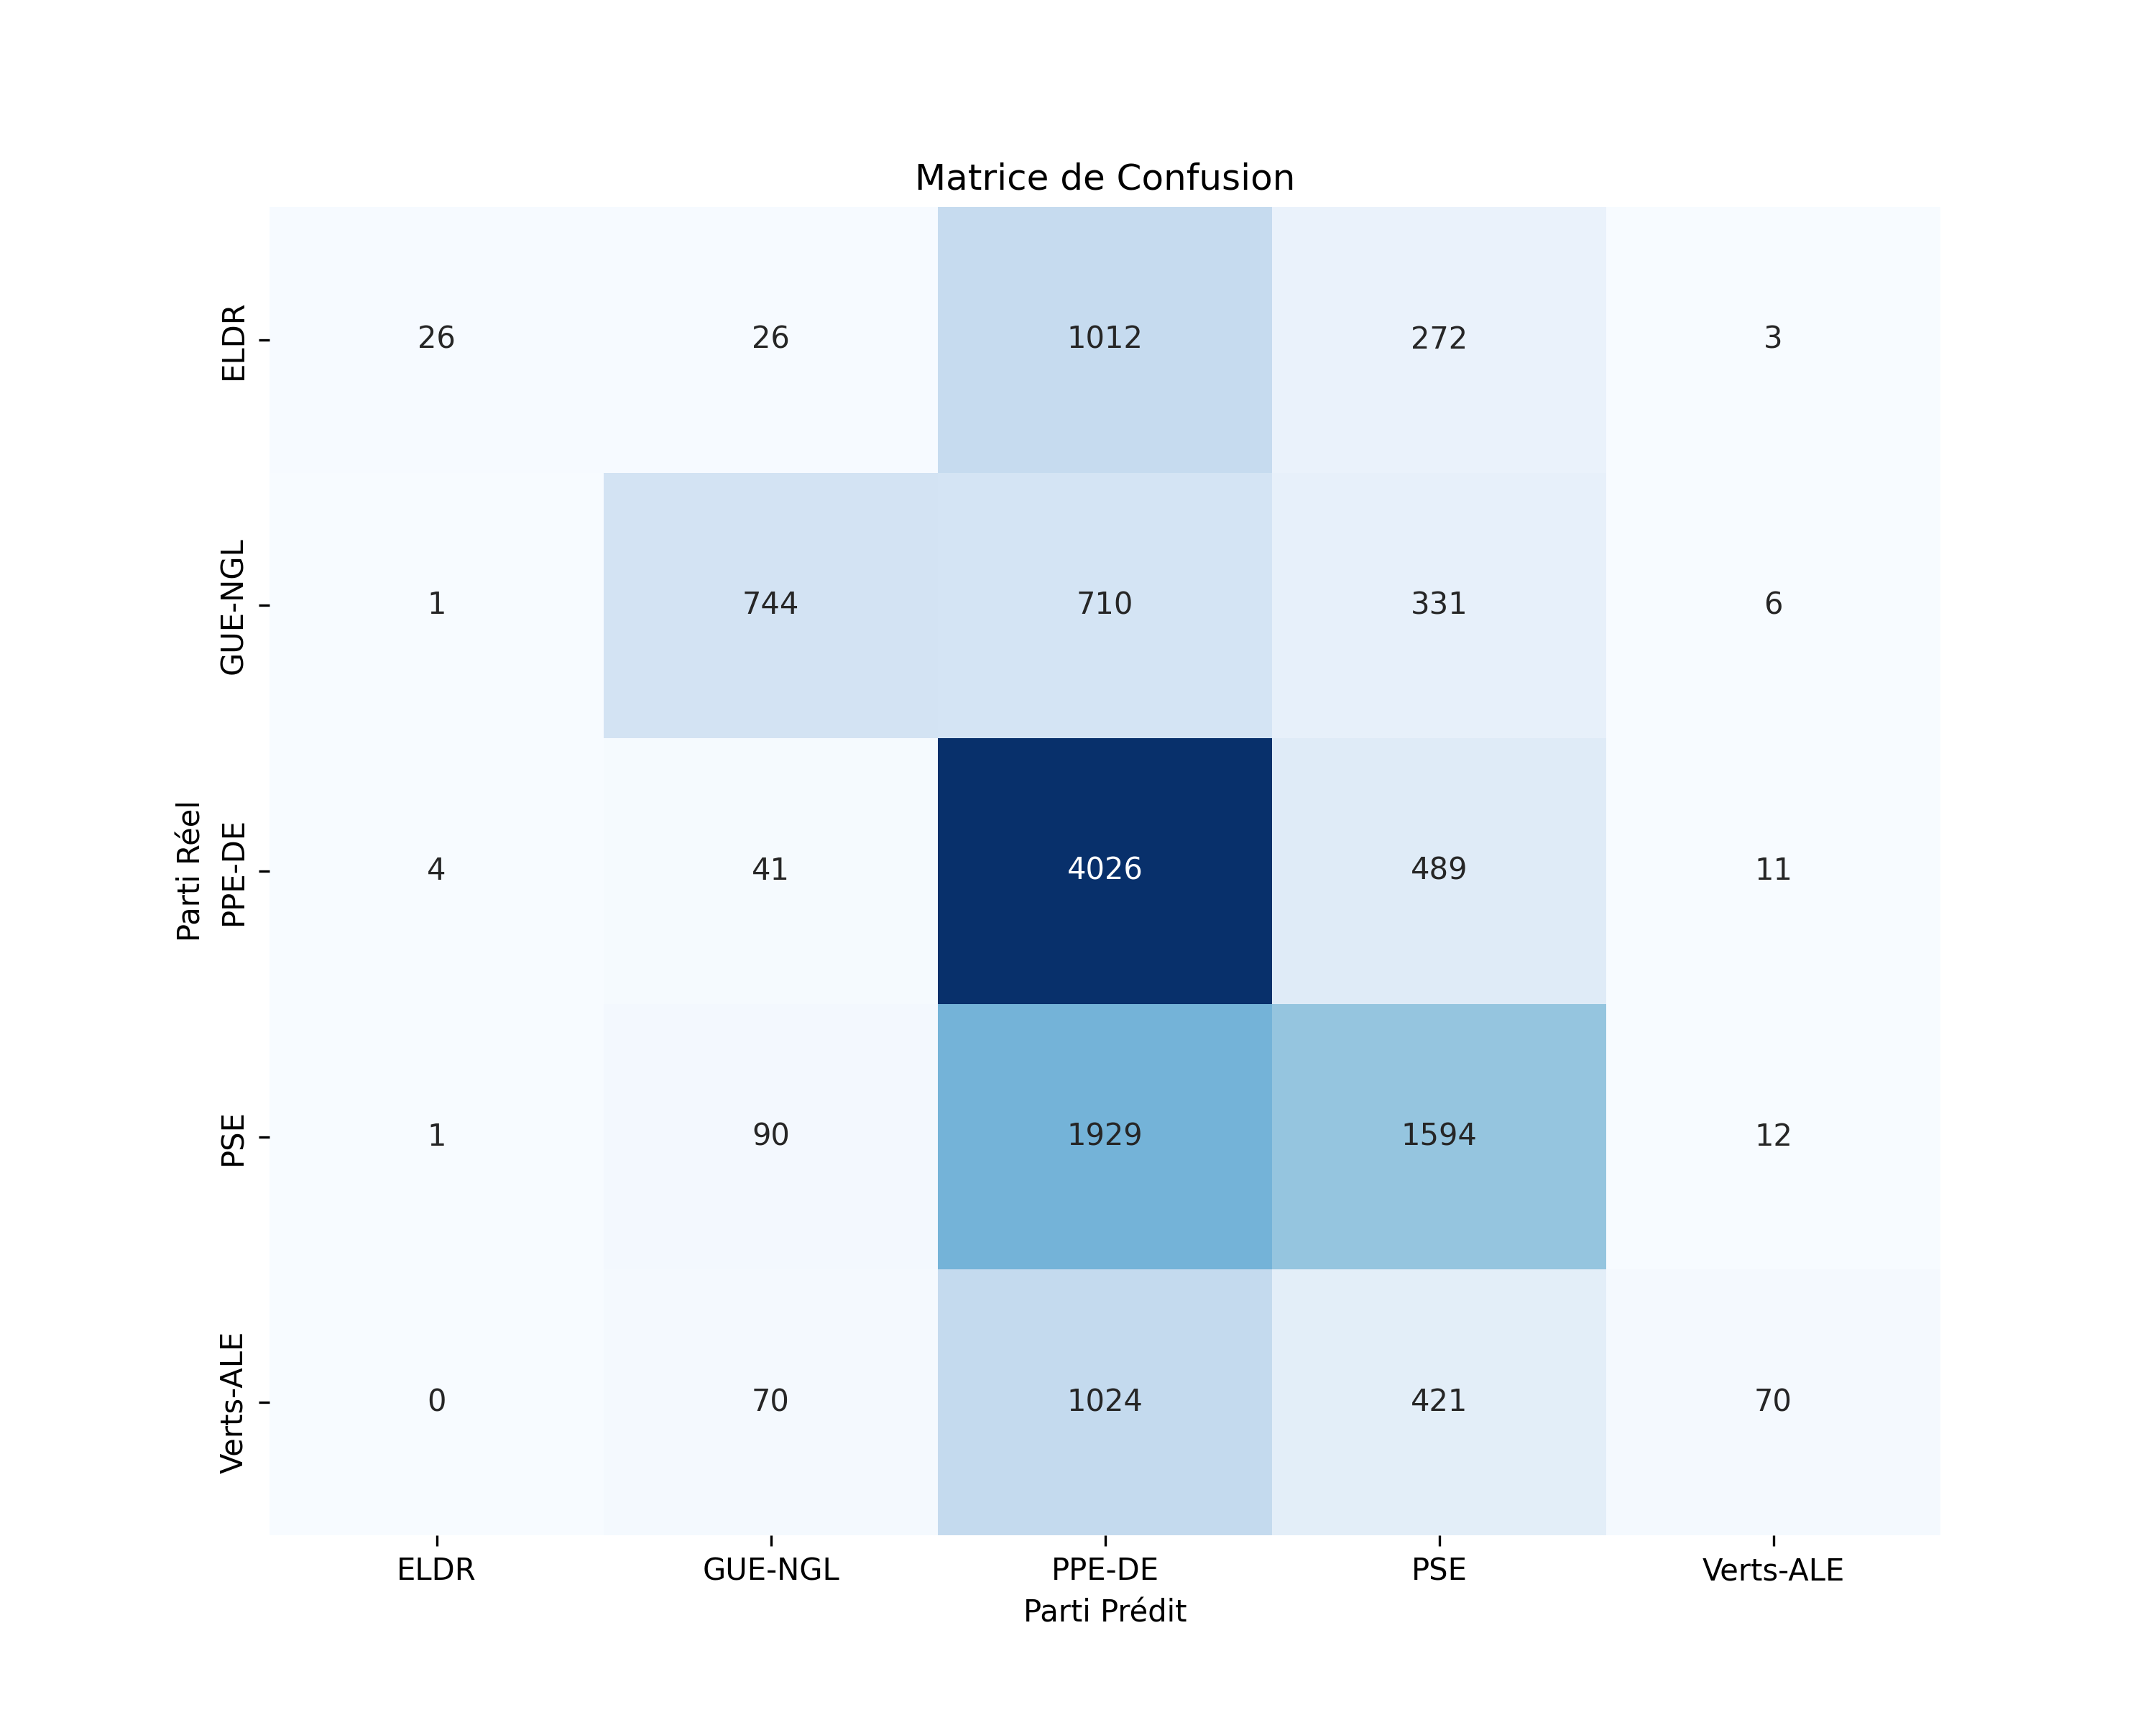 Matrice de Confusion
Parti Réel
ELDR 26 26 1012 272 3
GUE-NGL 1 744 710 331 6
PPE-DE 4 41 4026 489 11
PSE 1 90 1929 1594 12
Verts-ALE 0 70 1024 421 70
ELDR GUE-NGL PPE-DE PSE Verts-ALE
Parti Prédit